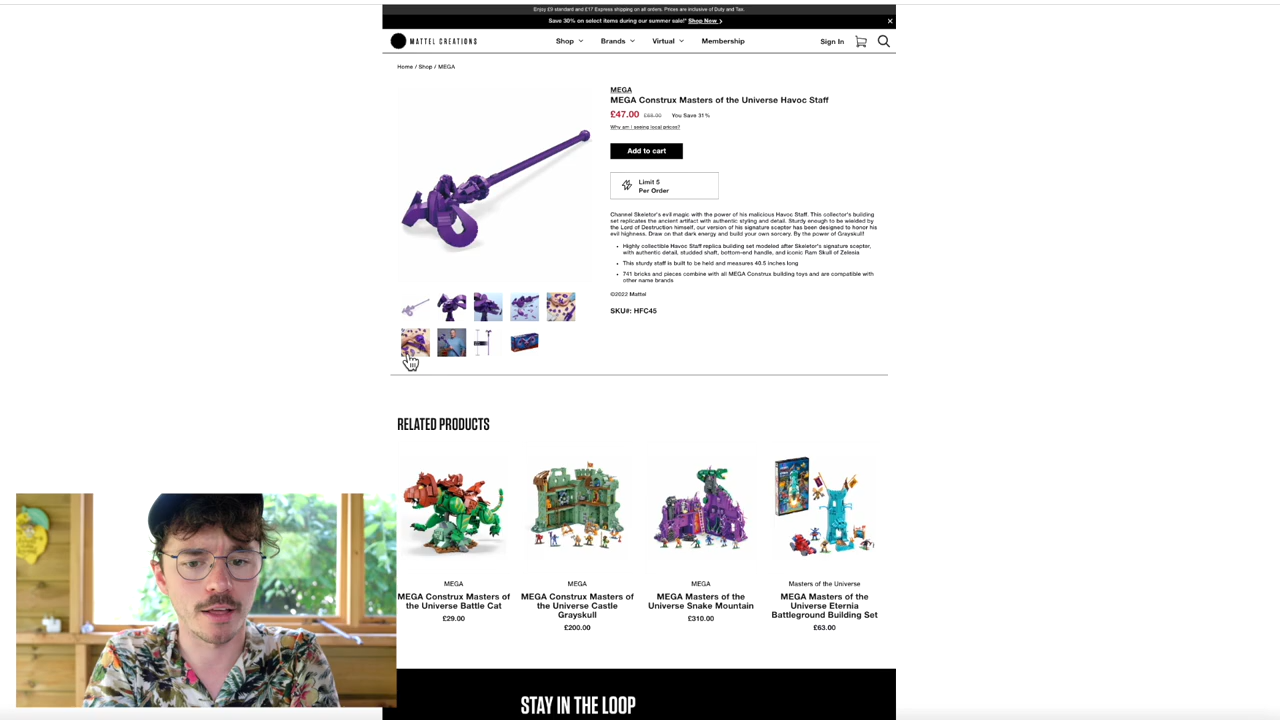 Enjoy £9 standard and £17 Express shipping on all orders. Prices are inclusive of Duty and Tax.
Save 30% on select items during our summer sale!* Shop Now >
MATTEL CREATIONS
Shop
Brands
Virtual
Membership
Sign In
Home / Shop / MEGA
MEGA
MEGA Construx Masters of the Universe Havoc Staff
£47.00 £68.00 You Save 31%
Why am I seeing local prices?
Add to cart
Limit 5
Per Order
Channel Skeletor's evil magic with the power of his malicious Havoc Staff. This collector's building
set replicates the ancient artifact with authentic styling and detail. Sturdy enough to be wielded by
the Lord of Destruction himself, our version of his signature scepter has been designed to honor his
evil highness. Draw on that dark energy and build your own sorcery. By the power of Grayskull!
• Highly collectible Havoc Staff replica building set modeled after Skeletor's signature scepter,
with authentic detail, studded shaft, bottom-end handle, and iconic Ram Skull of Zelesia
• This sturdy staff is built to be held and measures 40.5 inches long
• 741 bricks and pieces combine with all MEGA Construx building toys and are compatible with
other name brands
©2022 Mattel
SKU#: HFC45
RELATED PRODUCTS
MEGA
MEGA Construx Masters of
the Universe Battle Cat
£29.00
MEGA
MEGA Construx Masters of
the Universe Castle
Grayskull
£200.00
MEGA
MEGA Masters of the
Universe Snake Mountain
£310.00
Masters of the Universe
MEGA Masters of the
Universe Eternia
Battleground Building Set
£63.00
STAY IN THE LOOP